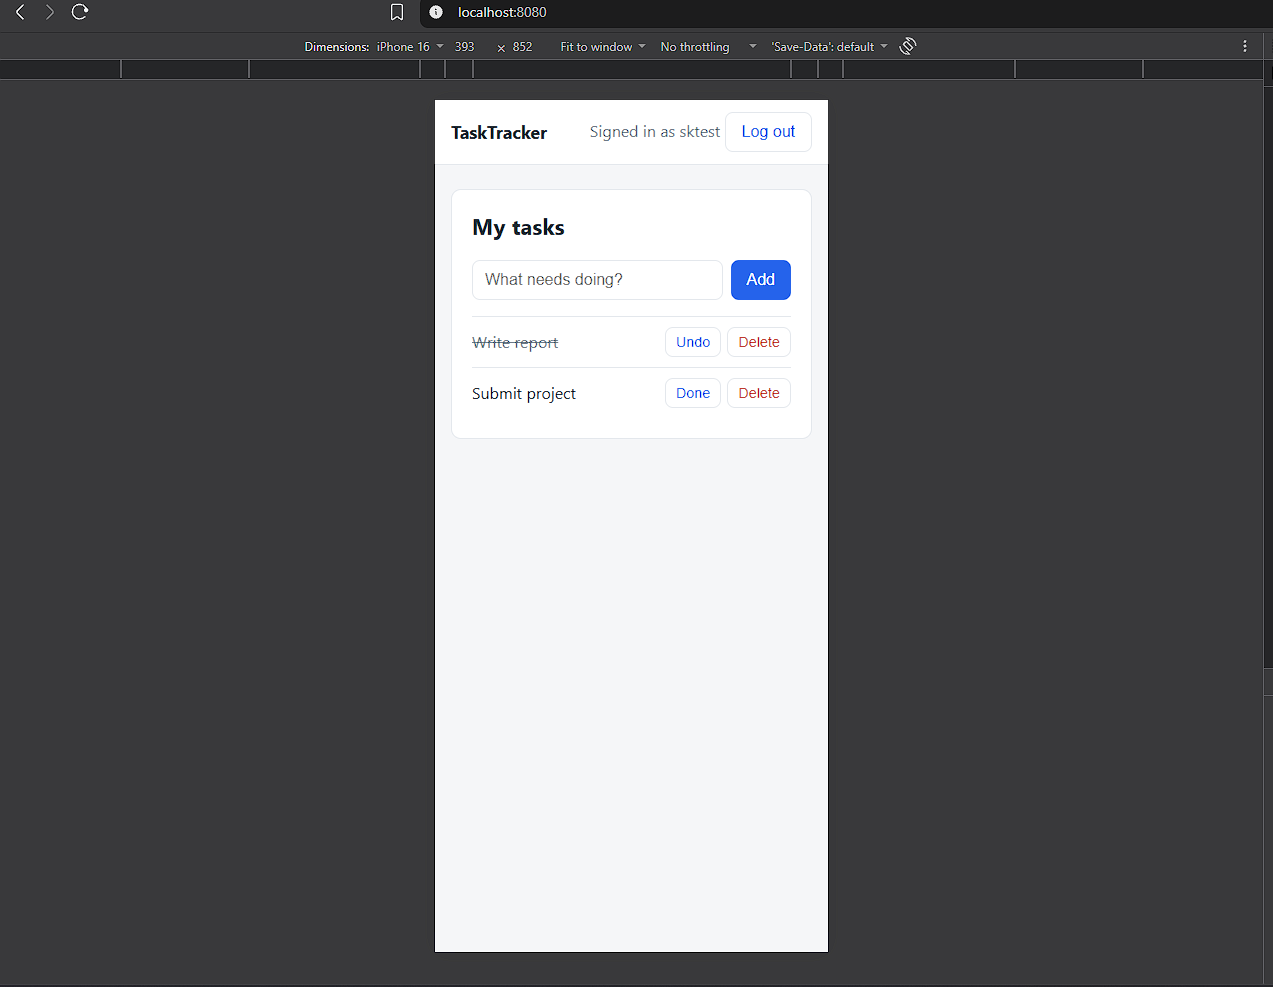 localhost:8080
Dimensions: iPhone 16 393 × 852 Fit to window No throttling 'Save-Data': default
TaskTracker Signed in as sktest Log out
My tasks
What needs doing? Add
Write report Undo Delete
Submit project Done Delete